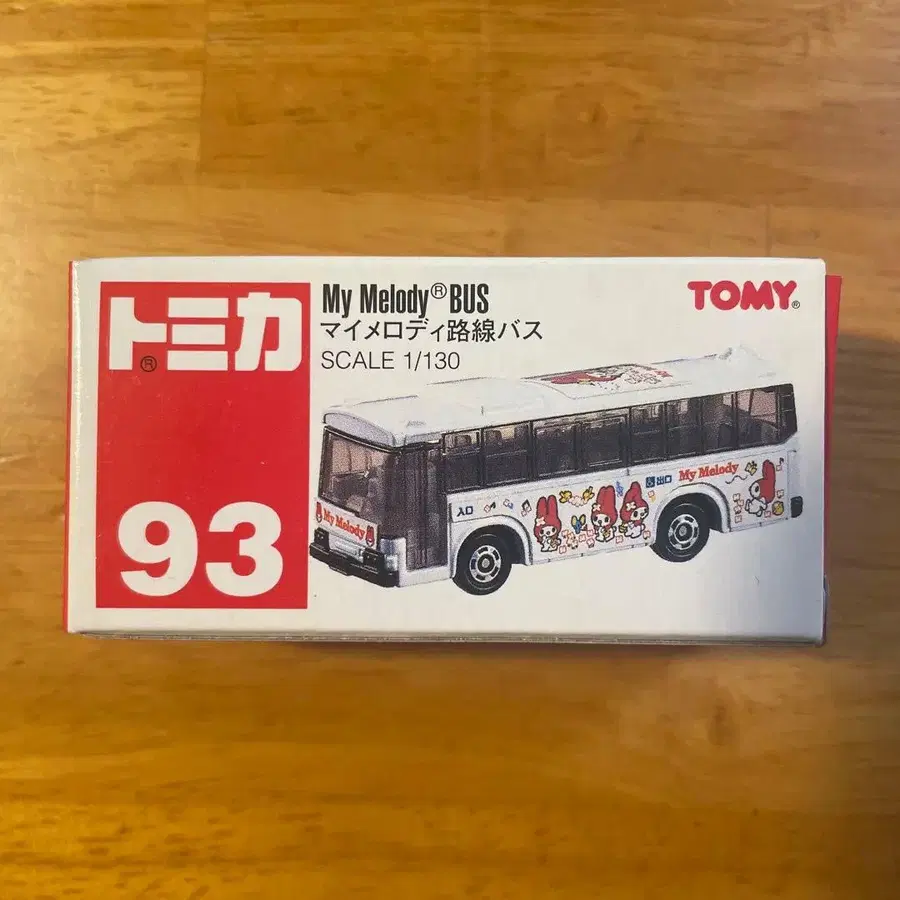 トミカ®
93
My Melody® BUS
マイメロディ路線バス
SCALE 1/130
TOMY®
My Melody
入口
出口
My Melody